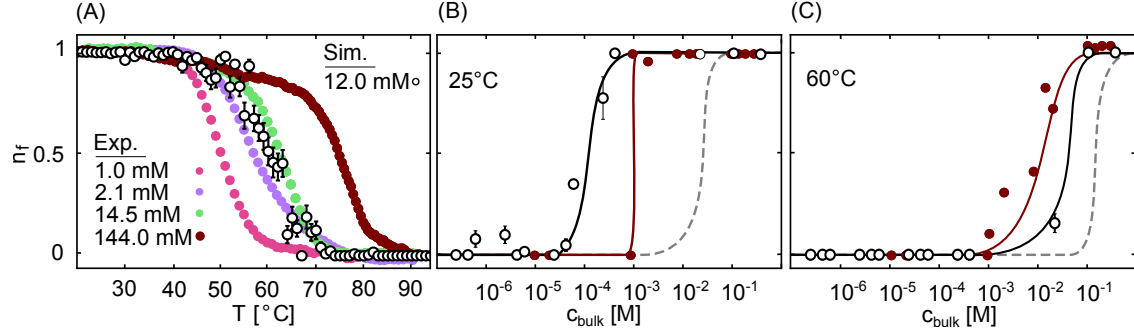 (A)
(B)
(C)
n_f
1
0.5
0
Sim.
12.0 mM
Exp.
1.0 mM
2.1 mM
14.5 mM
144.0 mM
30 40 50 60 70 80 90
T [°C]
25°C
10⁻⁶ 10⁻⁵ 10⁻⁴ 10⁻³ 10⁻² 10⁻¹
c_bulk [M]
60°C
10⁻⁶ 10⁻⁵ 10⁻⁴ 10⁻³ 10⁻² 10⁻¹
c_bulk [M]